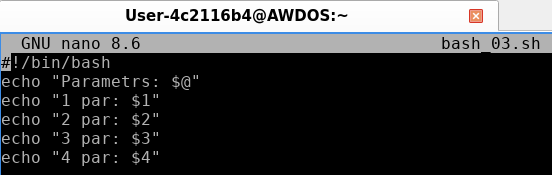 User-4c2116b4@AWDOS:~
GNU nano 8.6 bash_03.sh
#!/bin/bash
echo "Parametrs: $@"
echo "1 par: $1"
echo "2 par: $2"
echo "3 par: $3"
echo "4 par: $4"